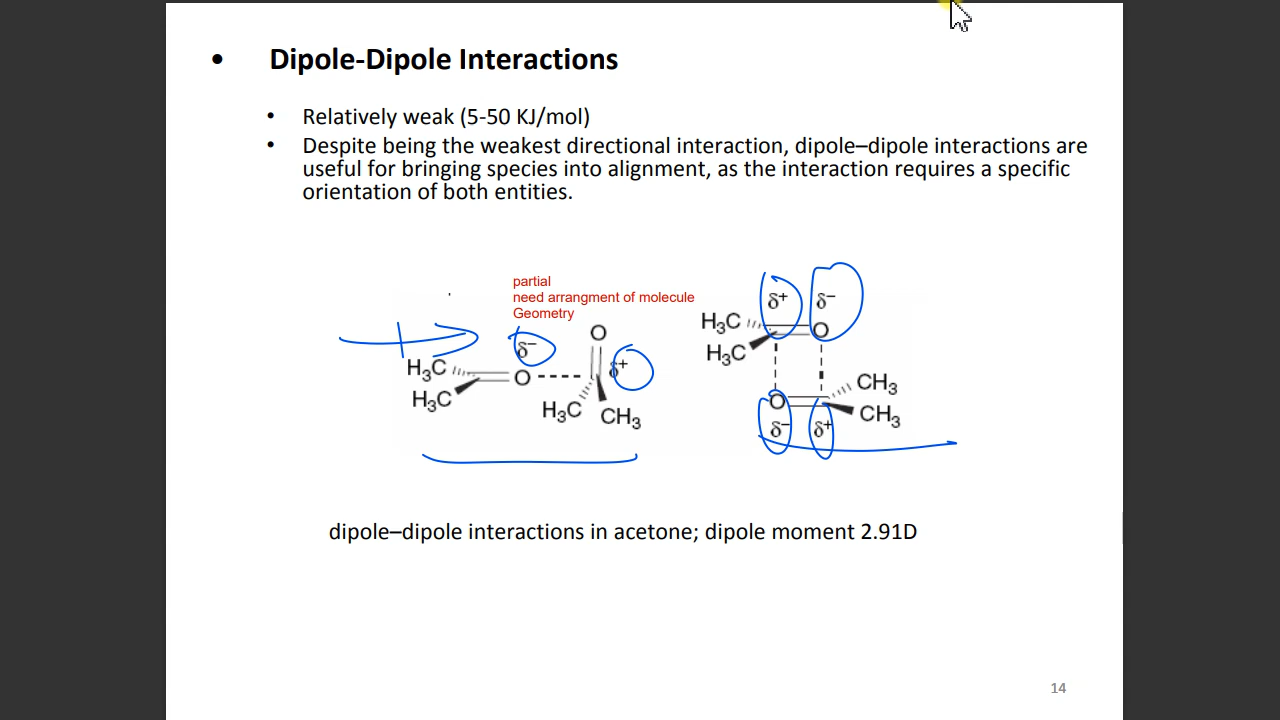 • Dipole-Dipole Interactions
• Relatively weak (5-50 KJ/mol)
• Despite being the weakest directional interaction, dipole–dipole interactions are
useful for bringing species into alignment, as the interaction requires a specific
orientation of both entities.
partial
need arrangment of molecule
Geometry
δ⁻
H₃C
H₃C
O
O
δ⁺
H₃C
CH₃
δ⁺ δ⁻
H₃C
O
H₃C
O
CH₃
CH₃
δ⁻ δ⁺
dipole–dipole interactions in acetone; dipole moment 2.91D
14